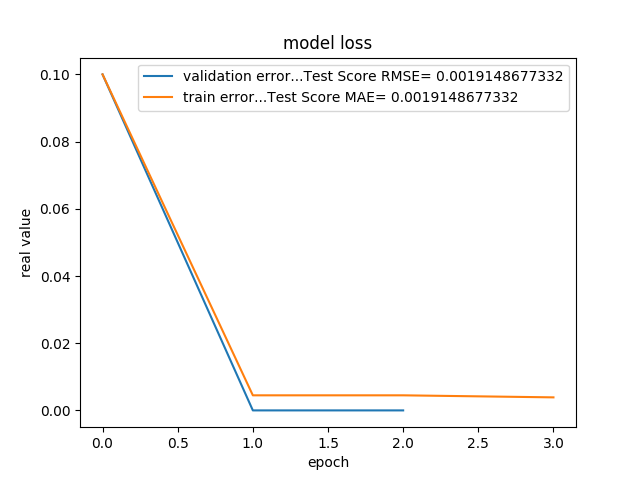 model loss
validation error...Test Score RMSE= 0.0019148677332
train error...Test Score MAE= 0.0019148677332
0.10
0.08
0.06
0.04
0.02
0.00
real value
0.0 0.5 1.0 1.5 2.0 2.5 3.0
epoch